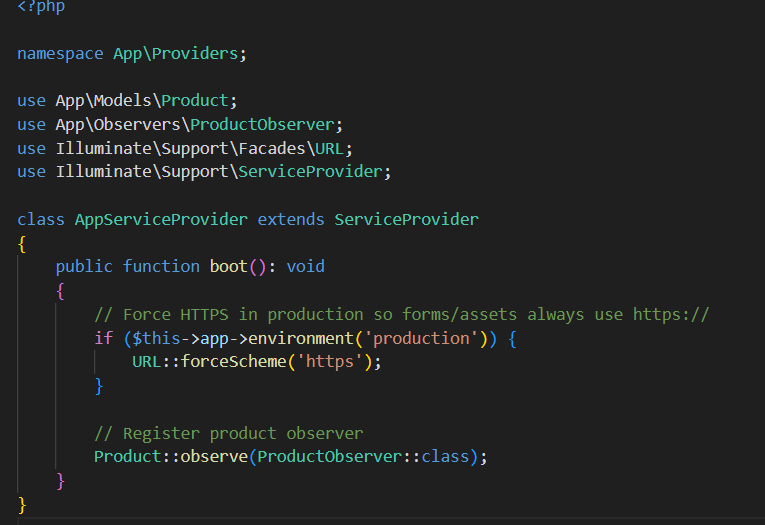 <?php
namespace App\Providers;
use App\Models\Product;
use App\Observers\ProductObserver;
use Illuminate\Support\Facades\URL;
use Illuminate\Support\ServiceProvider;
class AppServiceProvider extends ServiceProvider
{
    public function boot(): void
    {
        // Force HTTPS in production so forms/assets always use https://
        if ($this->app->environment('production')) {
            URL::forceScheme('https');
        }
        // Register product observer
        Product::observe(ProductObserver::class);
    }
}